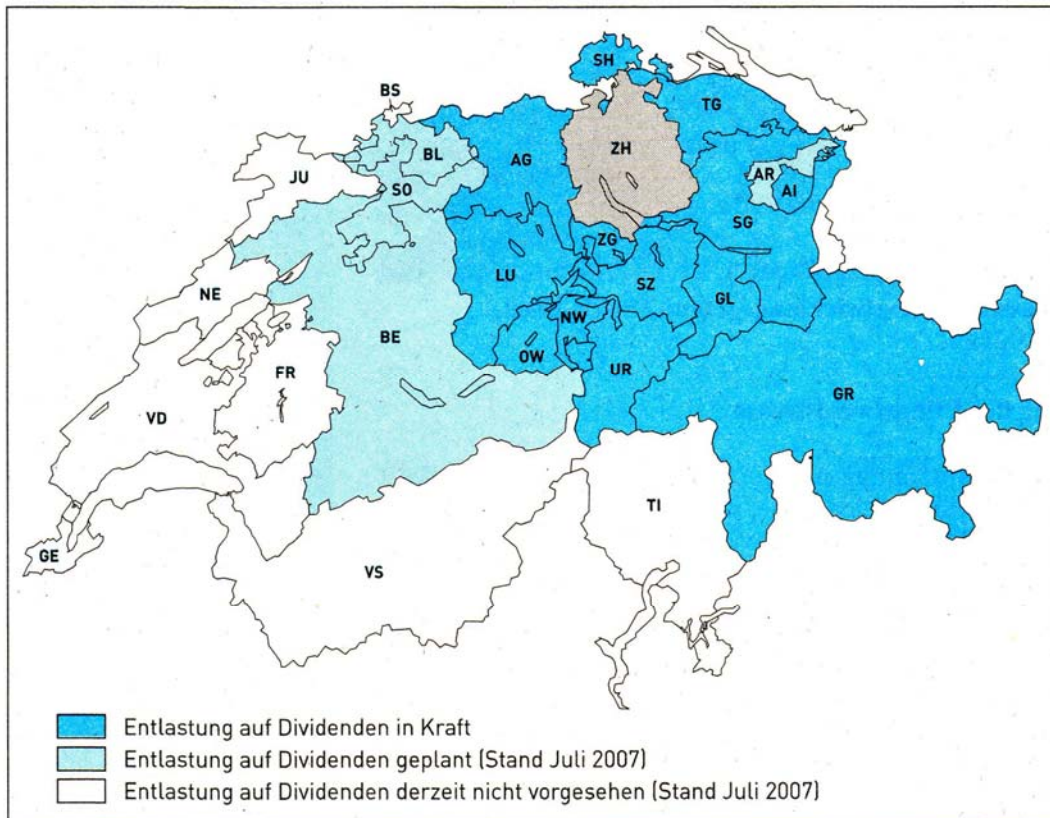 SH
BS
TG
BL
AG
ZH
JU
SO
AR
AI
SG
ZG
LU
SZ
NE
GL
NW
BE
OW
FR
UR
GR
VD
TI
GE
VS
Entlastung auf Dividenden in Kraft
Entlastung auf Dividenden geplant (Stand Juli 2007)
Entlastung auf Dividenden derzeit nicht vorgesehen (Stand Juli 2007)